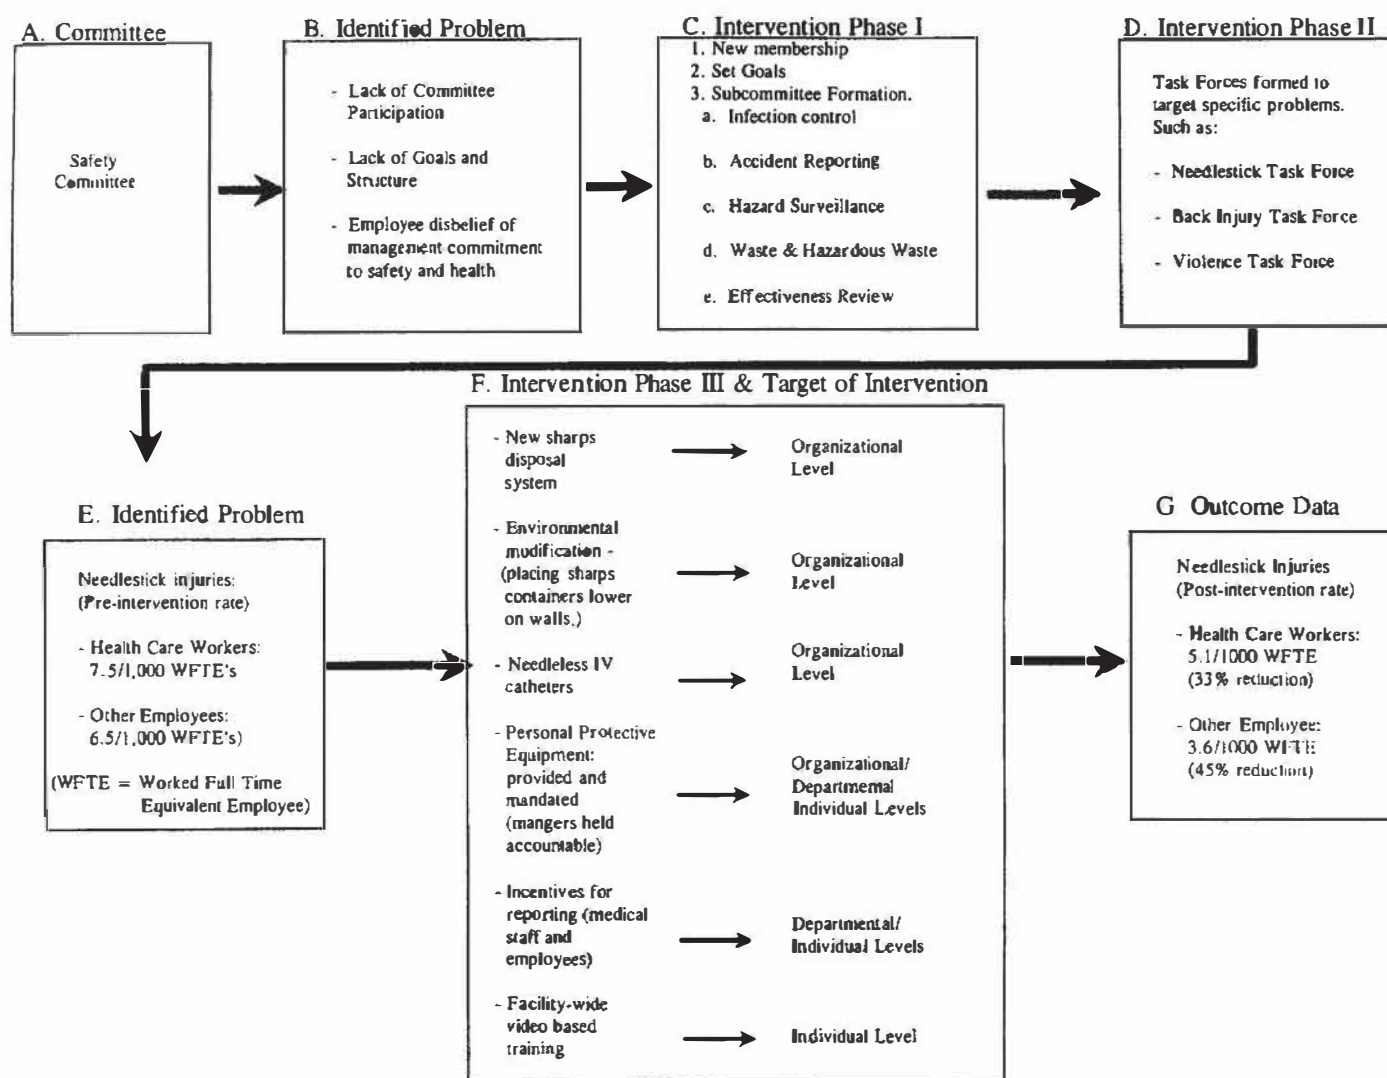 A. Committee
Safety
Committee
B. Identified Problem
- Lack of Committee
Participation
- Lack of Goals and
Structure
- Employee disbelief of
management commitment
to safety and health
C. Intervention Phase I
1. New membership
2. Set Goals
3. Subcommittee Formation.
a. Infection control
b. Accident Reporting
c. Hazard Surveillance
d. Waste & Hazardous Waste
e. Effectiveness Review
D. Intervention Phase II
Task Forces formed to
target specific problems.
Such as:
- Needlestick Task Force
- Back Injury Task Force
- Violence Task Force
E. Identified Problem
Needlestick injuries:
(Pre-intervention rate)
- Health Care Workers:
7.5/1,000 WFTE's
- Other Employees:
6.5/1,000 WFTE's)
(WFTE = Worked Full Time
Equivalent Employee)
F. Intervention Phase III & Target of Intervention
- New sharps
disposal
system
Organizational
Level
- Environmental
modification -
(placing sharps
containers lower
on walls.)
Organizational
Level
- Needleless IV
catheters
Organizational
Level
- Personal Protective
Equipment:
provided and
mandated
(mangers held
accountable)
Organizational/
Departmental
Individual Levels
- Incentives for
reporting (medical
staff and
employees)
Departmental/
Individual Levels
- Facility-wide
video based
training
Individual Level
G Outcome Data
Needlestick Injuries
(Post-intervention rate)
- Health Care Workers:
5.1/1000 WFTE
(33% reduction)
- Other Employee:
3.6/1000 WFTE
(45% reduction)